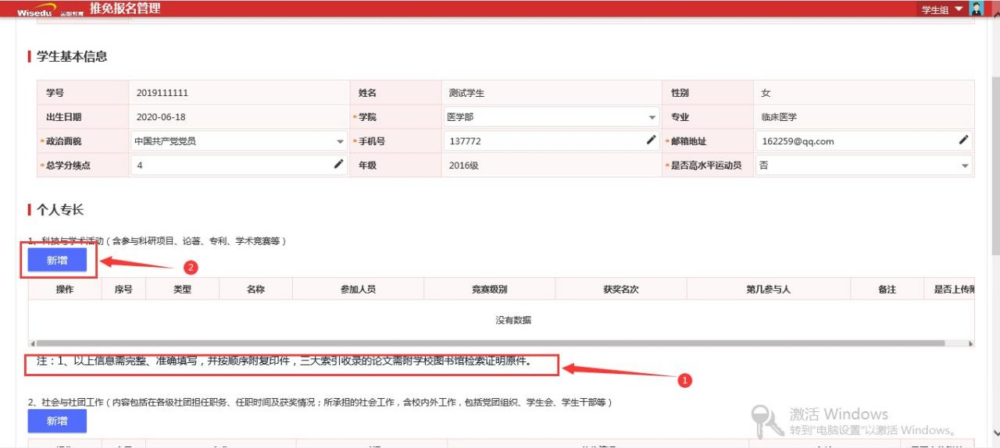 Wisedu 金智教育 推免报名管理 学生组
学生基本信息
学号 2019111111 姓名 测试学生 性别 女
出生日期 2020-06-18 *学院 医学部 专业 临床医学
*政治面貌 中国共产党党员 *手机号 137772 *邮箱地址 162259@qq.com
*总学分绩点 4 年级 2016级 *是否高水平运动员 否
个人专长
1、科技与学术活动（含参与科研项目、论著、专利、学术竞赛等）
新增 2
操作 序号 类型 名称 参加人员 竞赛级别 获奖名次 第几参与人 备注 是否上传附
没有数据
注：1、以上信息需完整、准确填写，并按顺序附复印件，三大索引收录的论文需附学校图书馆检索证明原件。
1
2、社会与社团工作（内容包括在各级社团担任职务、任职时间及获奖情况；所承担的社会工作，含校内外工作，包括党团组织、学生会、学生干部等）
新增
激活 Windows
转到"电脑设置"以激活 Windows。